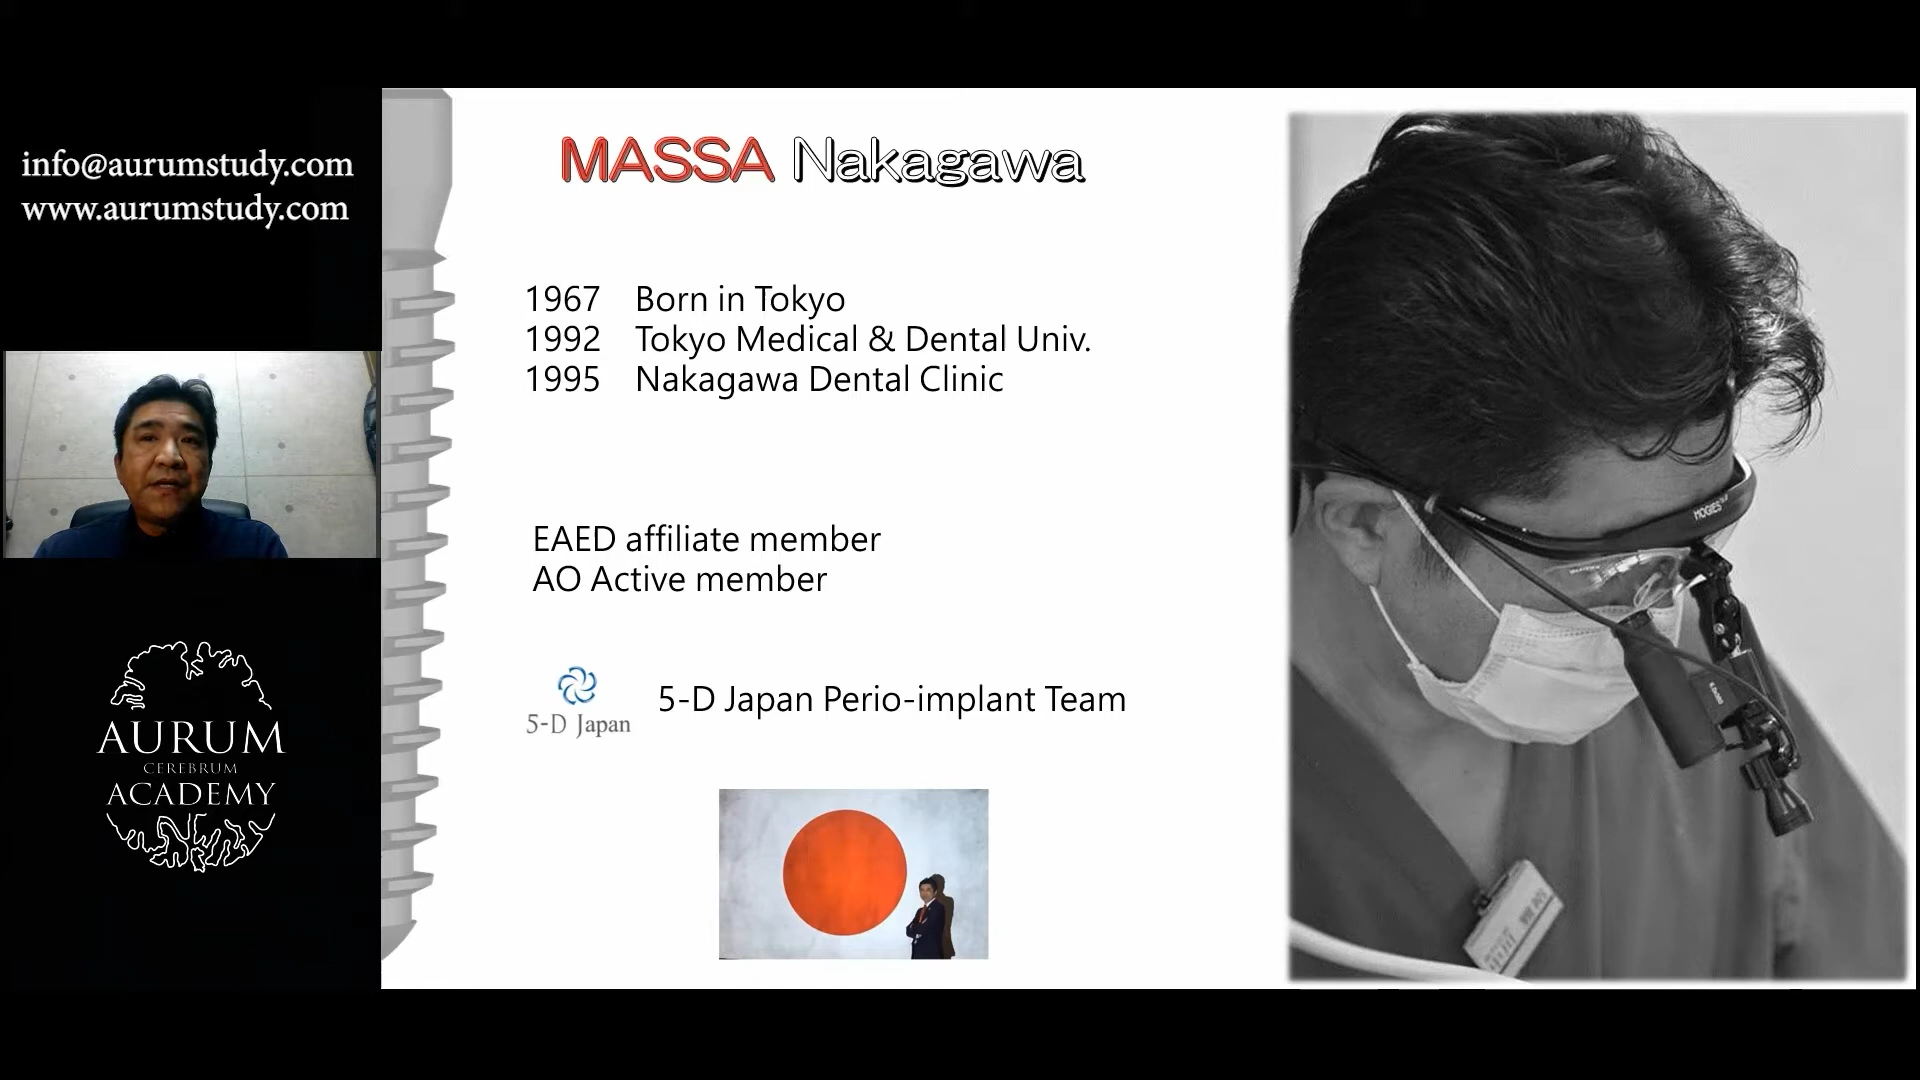 info@aurumstudy.com
www.aurumstudy.com
AURUM
CEREBRUM
ACADEMY
MASSA Nakagawa
1967 Born in Tokyo
1992 Tokyo Medical & Dental Univ.
1995 Nakagawa Dental Clinic
EAED affiliate member
AO Active member
5-D Japan
5-D Japan Perio-implant Team
MOGIES